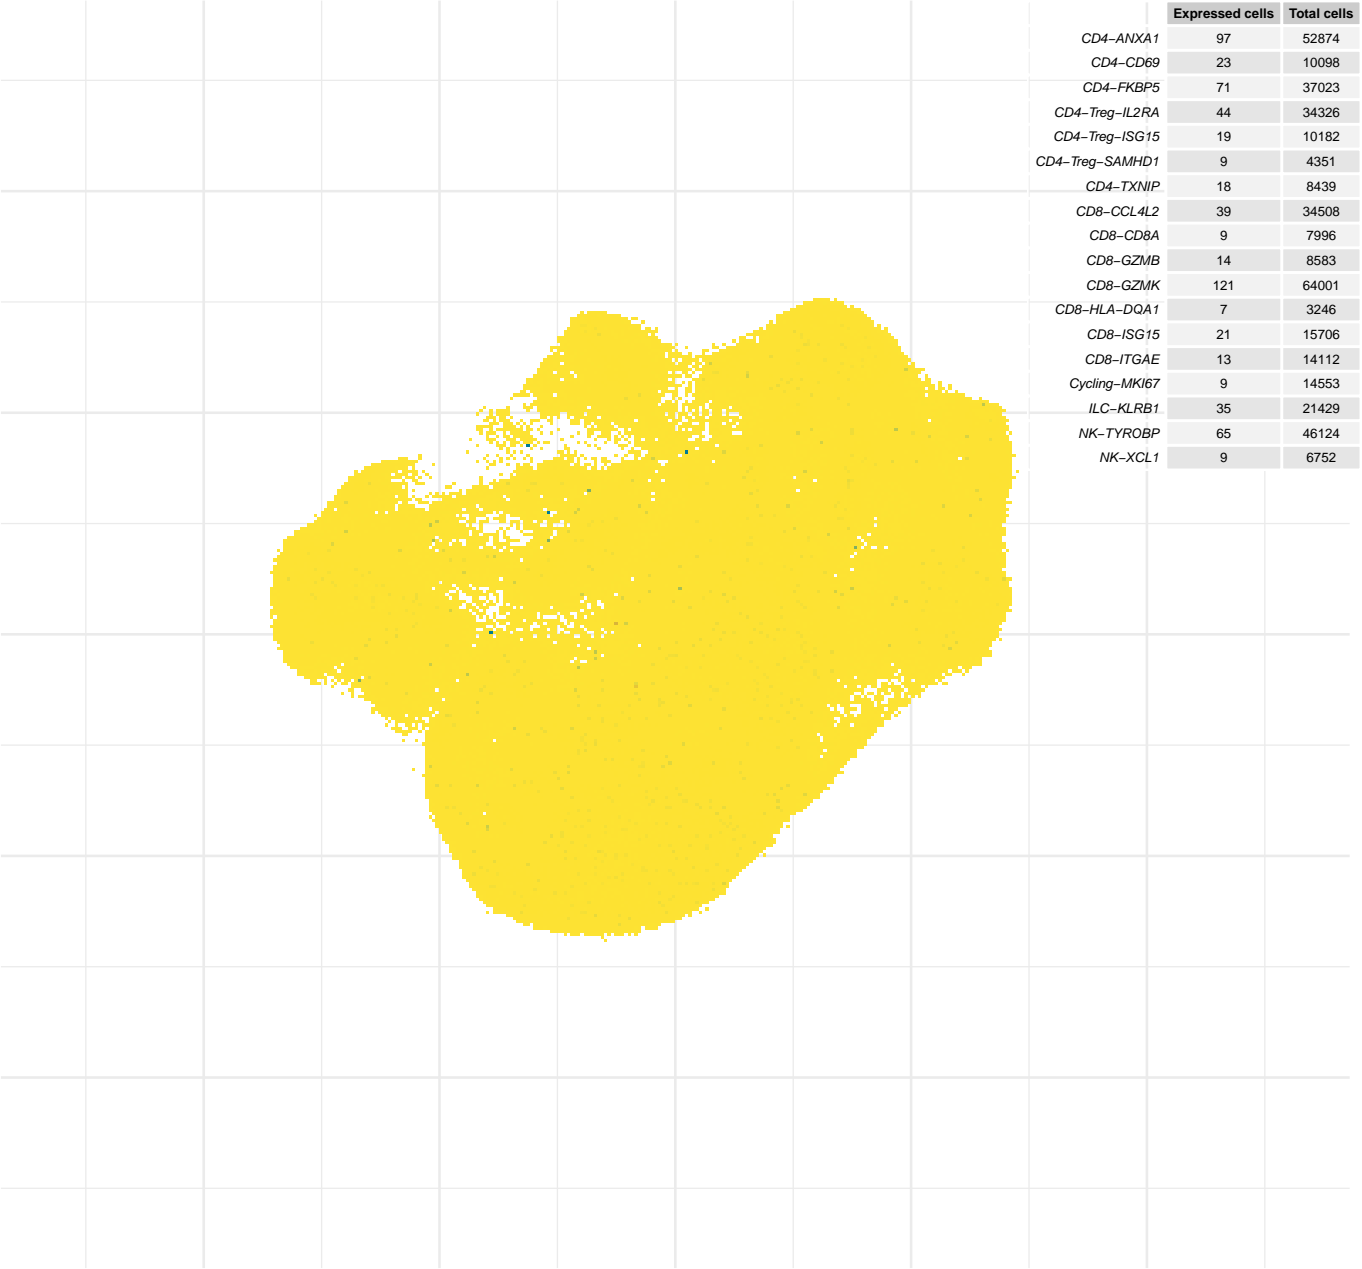 Expressed cells Total cells
CD4−ANXA1 97 52874
CD4−CD69 23 10098
CD4−FKBP5 71 37023
CD4−Treg−IL2RA 44 34326
CD4−Treg−ISG15 19 10182
CD4−Treg−SAMHD1 9 4351
CD4−TXNIP 18 8439
CD8−CCL4L2 39 34508
CD8−CD8A 9 7996
CD8−GZMB 14 8583
CD8−GZMK 121 64001
CD8−HLA−DQA1 7 3246
CD8−ISG15 21 15706
CD8−ITGAE 13 14112
Cycling−MKI67 9 14553
ILC−KLRB1 35 21429
NK−TYROBP 65 46124
NK−XCL1 9 6752